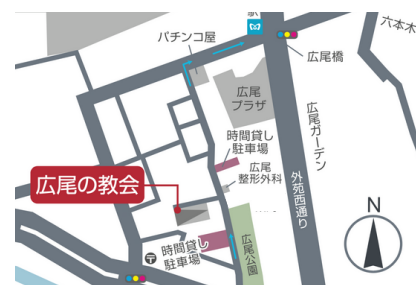 駅
六本木
パチンコ屋
広尾橋
広尾
プラザ
広尾ガーデン
時間貸し
駐車場
広尾
整形外科
広尾の教会
外苑西通り
N
時間貸し
駐車場
広尾公園